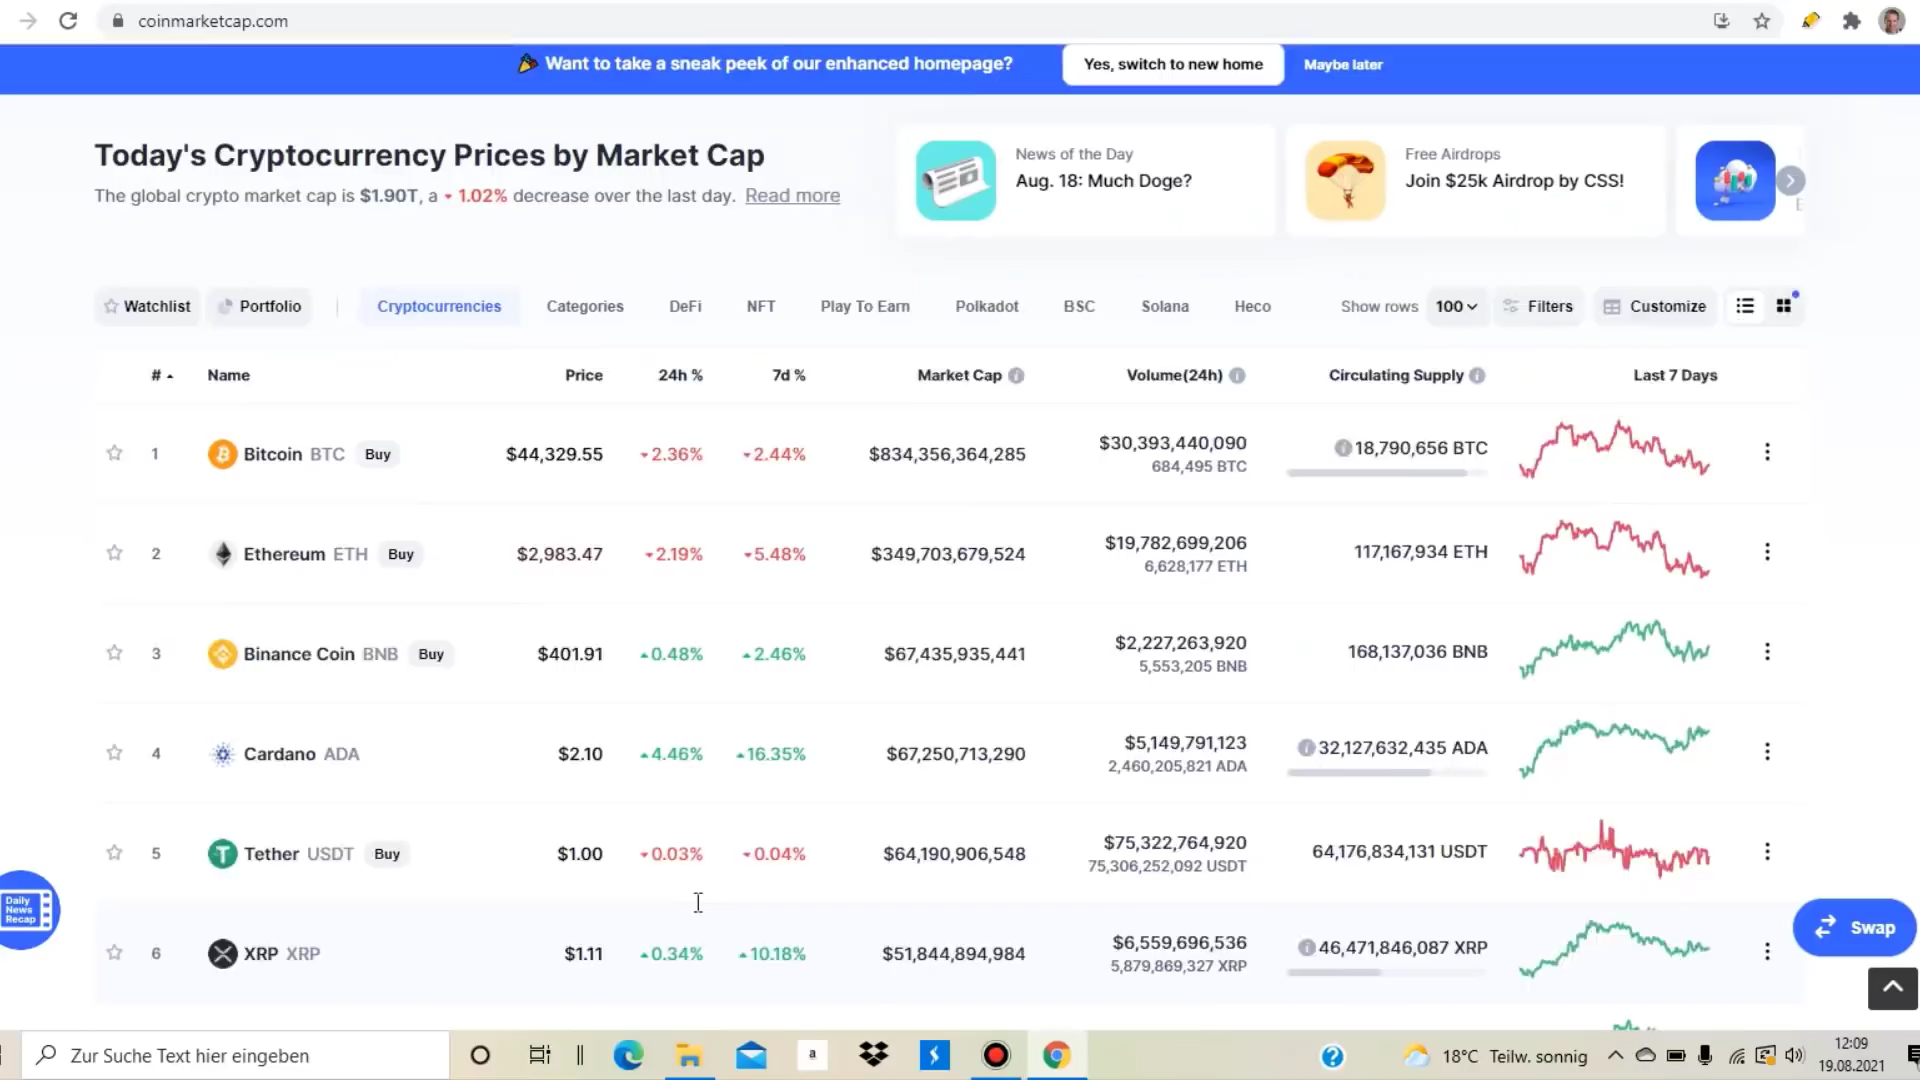 coinmarketcap.com
Want to take a sneak peek of our enhanced homepage? Yes, switch to new home Maybe later
Today's Cryptocurrency Prices by Market Cap
The global crypto market cap is $1.90T, a 1.02% decrease over the last day. Read more
News of the Day
Aug. 18: Much Doge?
Free Airdrops
Join $25k Airdrop by CSS!
Watchlist Portfolio Cryptocurrencies Categories DeFi NFT Play To Earn Polkadot BSC Solana Heco Show rows 100 Filters Customize
# Name Price 24h % 7d % Market Cap Volume(24h) Circulating Supply Last 7 Days
1 Bitcoin BTC Buy $44,329.55 2.36% 2.44% $834,356,364,285 $30,393,440,090 18,790,656 BTC
684,495 BTC
2 Ethereum ETH Buy $2,983.47 2.19% 5.48% $349,703,679,524 $19,782,699,206 117,167,934 ETH
6,628,177 ETH
3 Binance Coin BNB Buy $401.91 0.48% 2.46% $67,435,935,441 $2,227,263,920 168,137,036 BNB
5,553,205 BNB
4 Cardano ADA $2.10 4.46% 16.35% $67,250,713,290 $5,149,791,123 32,127,632,435 ADA
2,460,205,821 ADA
5 Tether USDT Buy $1.00 0.03% 0.04% $64,190,906,548 $75,322,764,920 64,176,834,131 USDT
75,306,252,092 USDT
Daily
News
Recap
Swap
6 XRP XRP $1.11 0.34% 10.18% $51,844,894,984 $6,559,696,536 46,471,846,087 XRP
5,879,869,327 XRP
Zur Suche Text hier eingeben
a
18°C Teilw. sonnig
12:09
19.08.2021